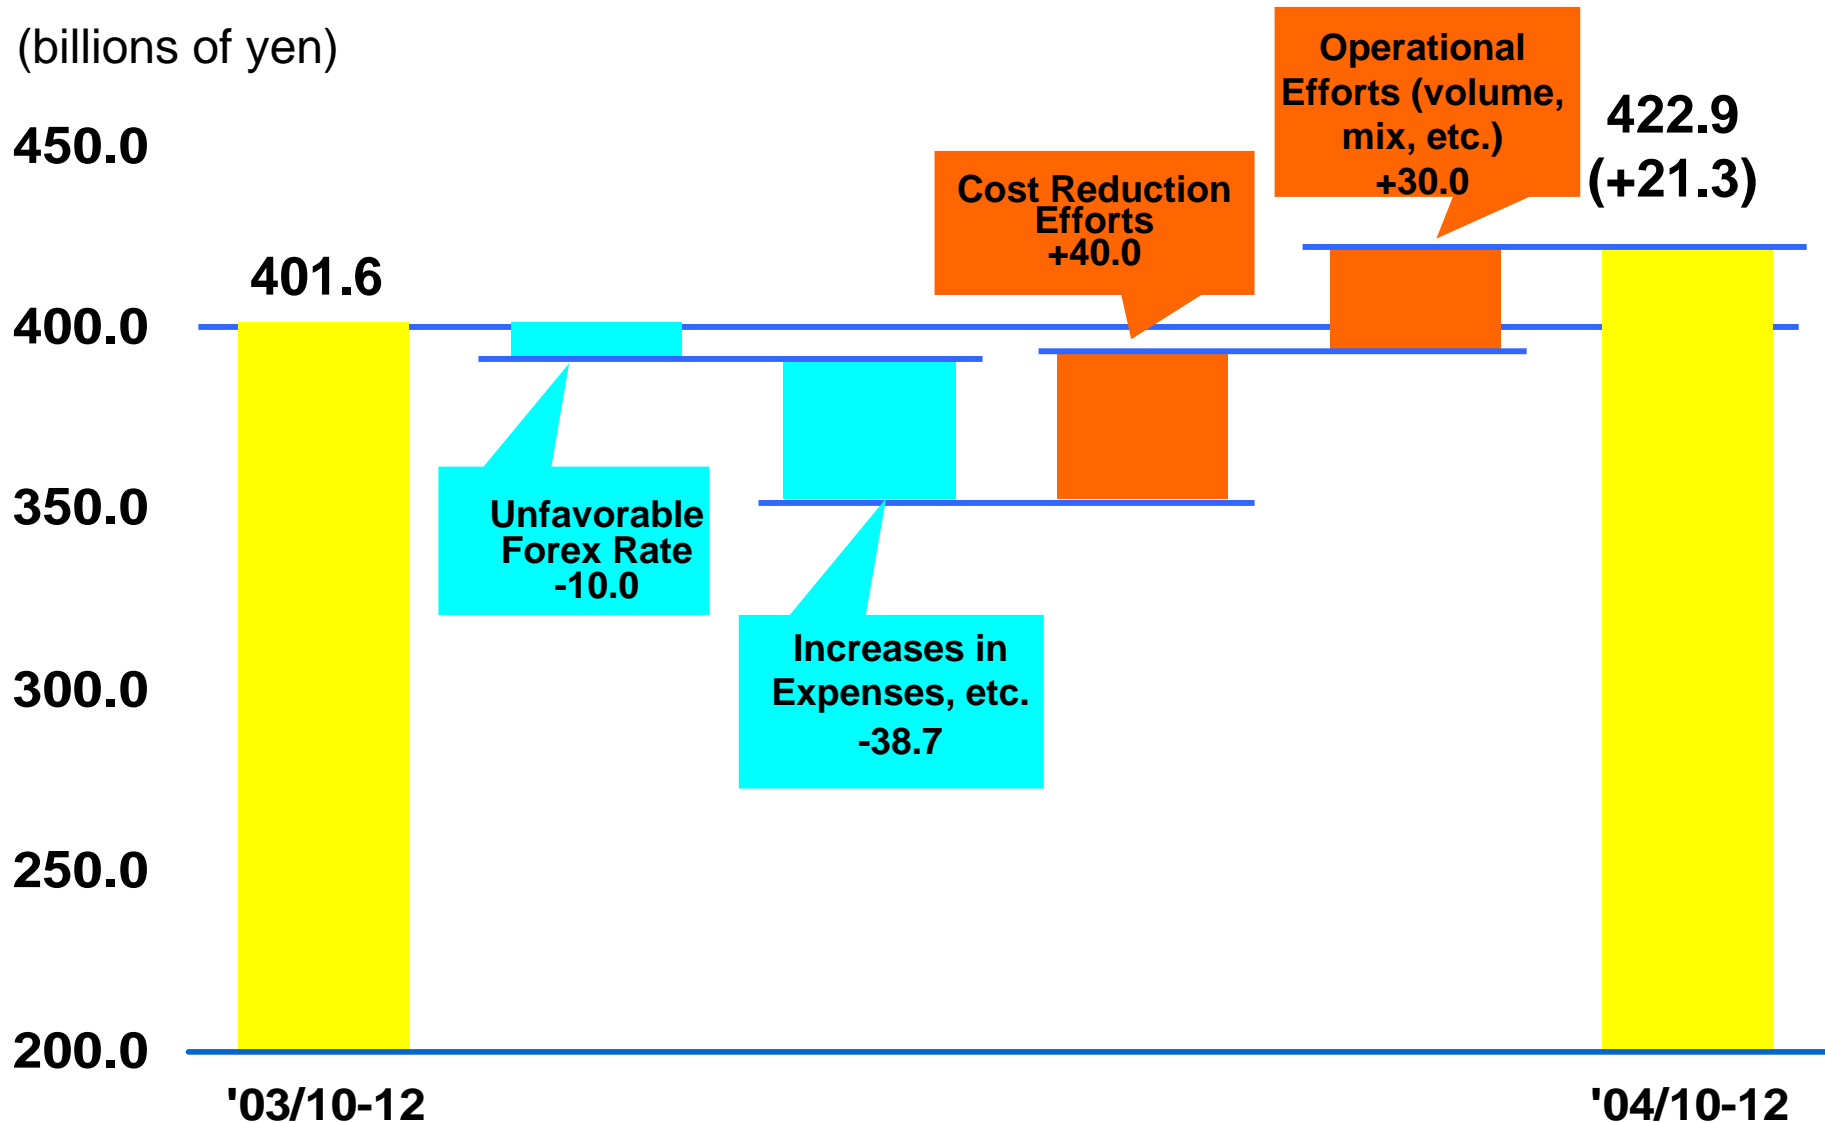 (billions of yen)
450.0
400.0
350.0
300.0
250.0
200.0
401.6
Unfavorable
Forex Rate
-10.0
Increases in
Expenses, etc.
-38.7
Cost Reduction
Efforts
+40.0
Operational
Efforts (volume,
mix, etc.)
+30.0
422.9
(+21.3)
'03/10-12
'04/10-12